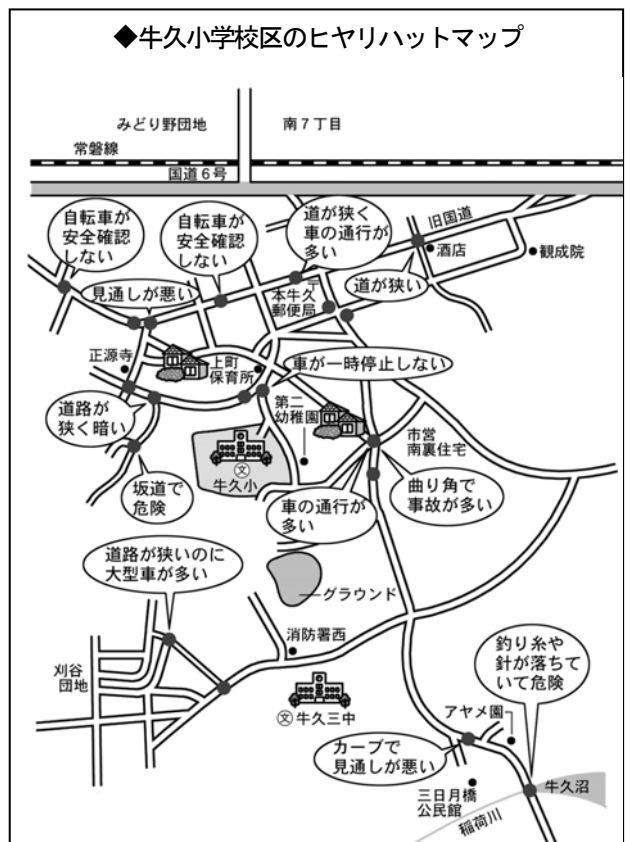 ◆牛久小学校区のヒヤリハットマップ
みどり野団地
南7丁目
常磐線
国道6号
自転車が
安全確認
しない
自転車が
安全確認
しない
道が狭く
車の通行が
多い
旧国道
酒店
観成院
見通しが悪い
〒
本牛久
郵便局
道が狭い
正源寺
上町
保育所
車が一時停止しない
第二
幼稚園
道路が
狭く暗い
市営
南裏住宅
文
牛久小
坂道で
危険
車の通行が
多い
曲り角で
事故が多い
道路が狭いのに
大型車が多い
グラウンド
消防署西
釣り糸や
針が落ちて
いて危険
刈谷
団地
文 牛久三中
アヤメ園
カーブで
見通しが悪い
三日月橋
公民館
牛久沼
稲荷川